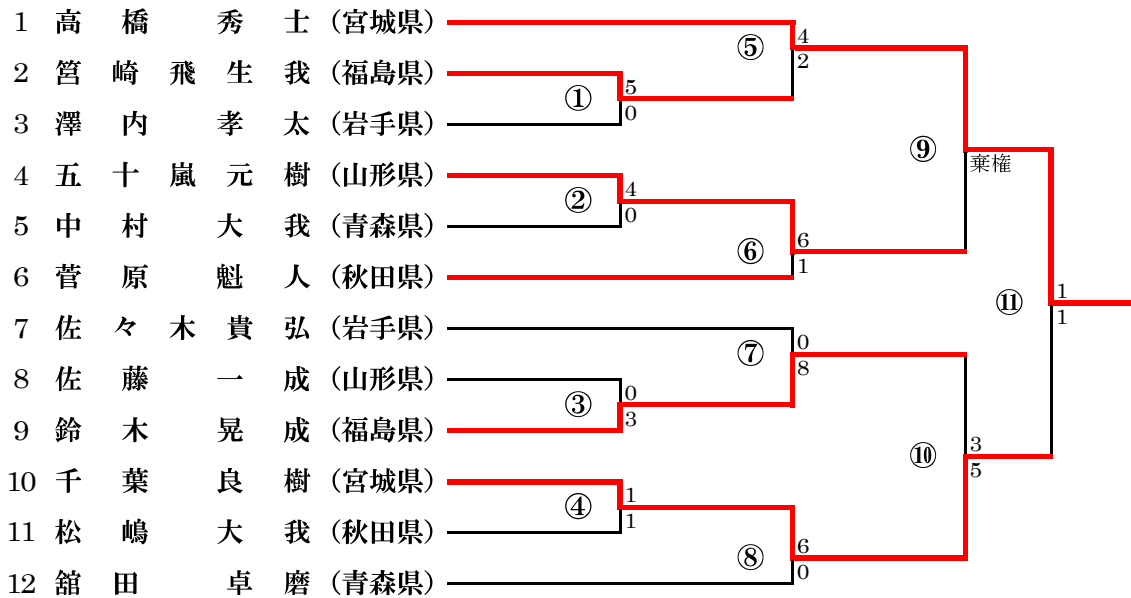 1 高橋 秀士 (宮城県)
2 筥崎飛生我 (福島県)
3 澤内 孝太 (岩手県)
4 五十嵐元樹 (山形県)
5 中村 大我 (青森県)
6 菅原 魁人 (秋田県)
7 佐々木貴弘 (岩手県)
8 佐藤 一成 (山形県)
9 鈴木 晃成 (福島県)
10 千葉 良樹 (宮城県)
11 松嶋 大我 (秋田県)
12 舘田 卓磨 (青森県)
① 5 0
② 4 0
③ 0 3
④ 1 1
⑤ 4 2
⑥ 6 1
⑦ 0 8
⑧ 6 0
⑨ 棄権
⑩ 3 5
⑪ 1 1